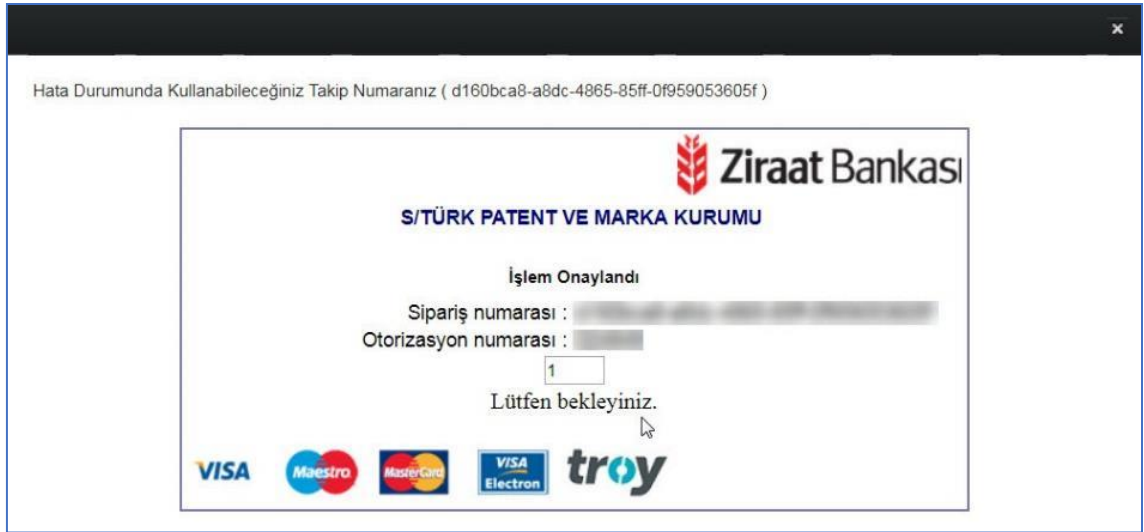 ×
Hata Durumunda Kullanabileceğiniz Takip Numaranız ( d160bca8-a8dc-4865-85ff-0f959053605f )
Ziraat Bankası
S/TÜRK PATENT VE MARKA KURUMU
İşlem Onaylandı
Sipariş numarası :
Otorizasyon numarası :
1
Lütfen bekleyiniz.
VISA Maestro MasterCard VISA Electron troy